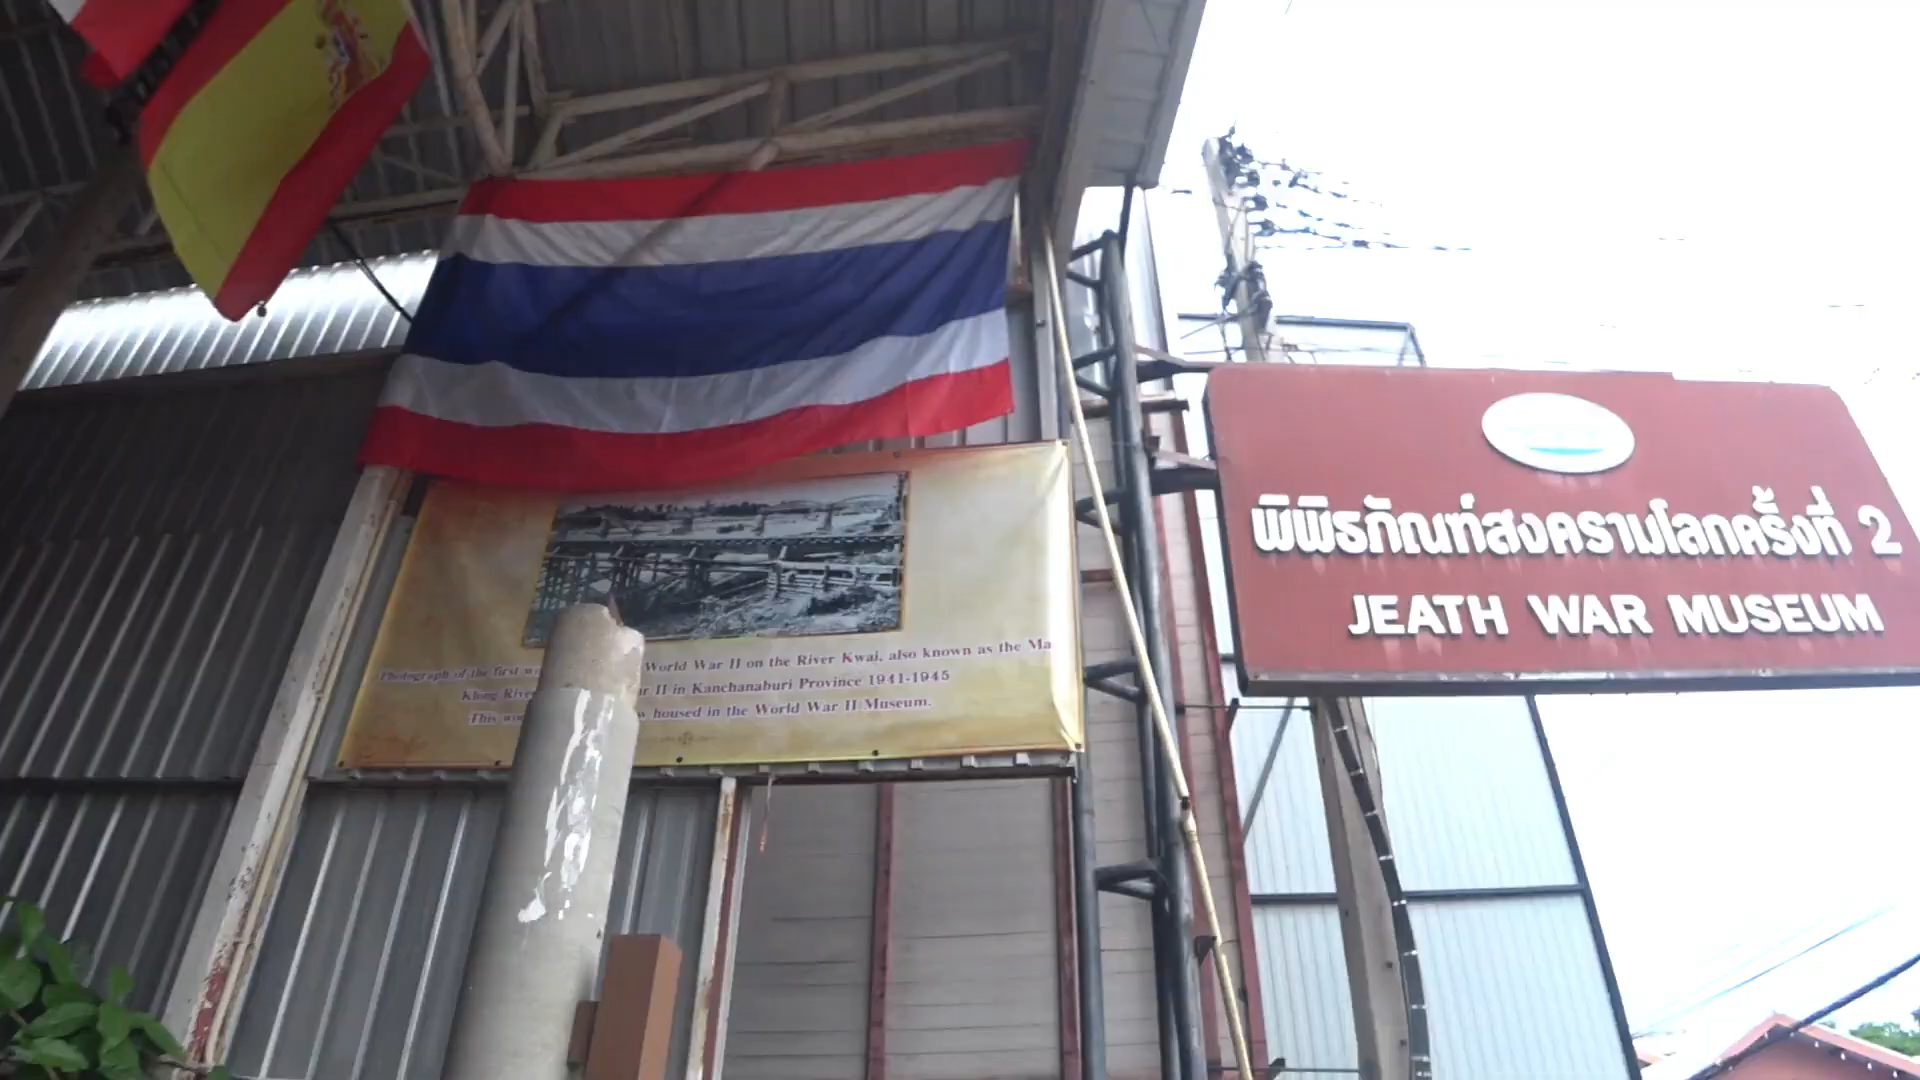 Photograph of the first World War II on the River Kwai, also known as the Ma
Klong River II in Kanchanaburi Province 1941-1945
This housed in the World War II Museum.
พิพิธภัณฑ์สงครามโลกครั้งที่ 2
JEATH WAR MUSEUM